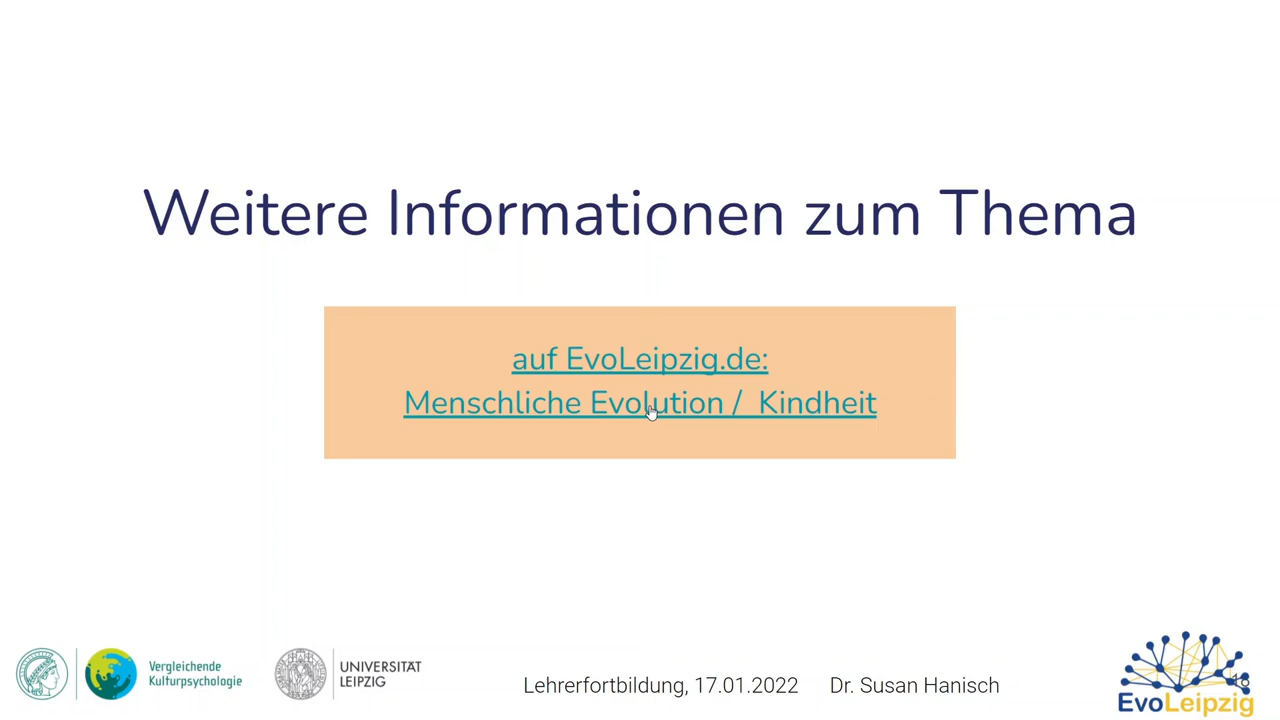 Weitere Informationen zum Thema
auf EvoLeipzig.de:
Menschliche Evolution / Kindheit
Vergleichende
Kulturpsychologie
UNIVERSITÄT
LEIPZIG
Lehrerfortbildung, 17.01.2022 Dr. Susan Hanisch
EvoLeipzig